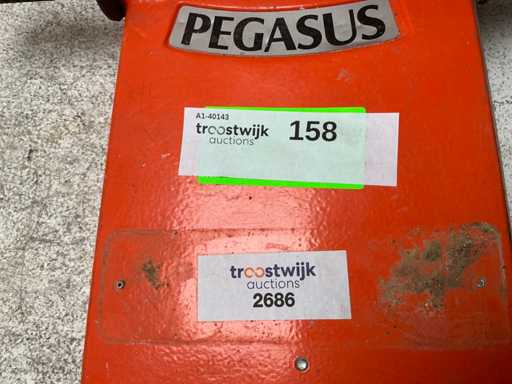 PEGASUS
A1-40143
troostwijk 158
auctions
troostwijk
auctions
2686